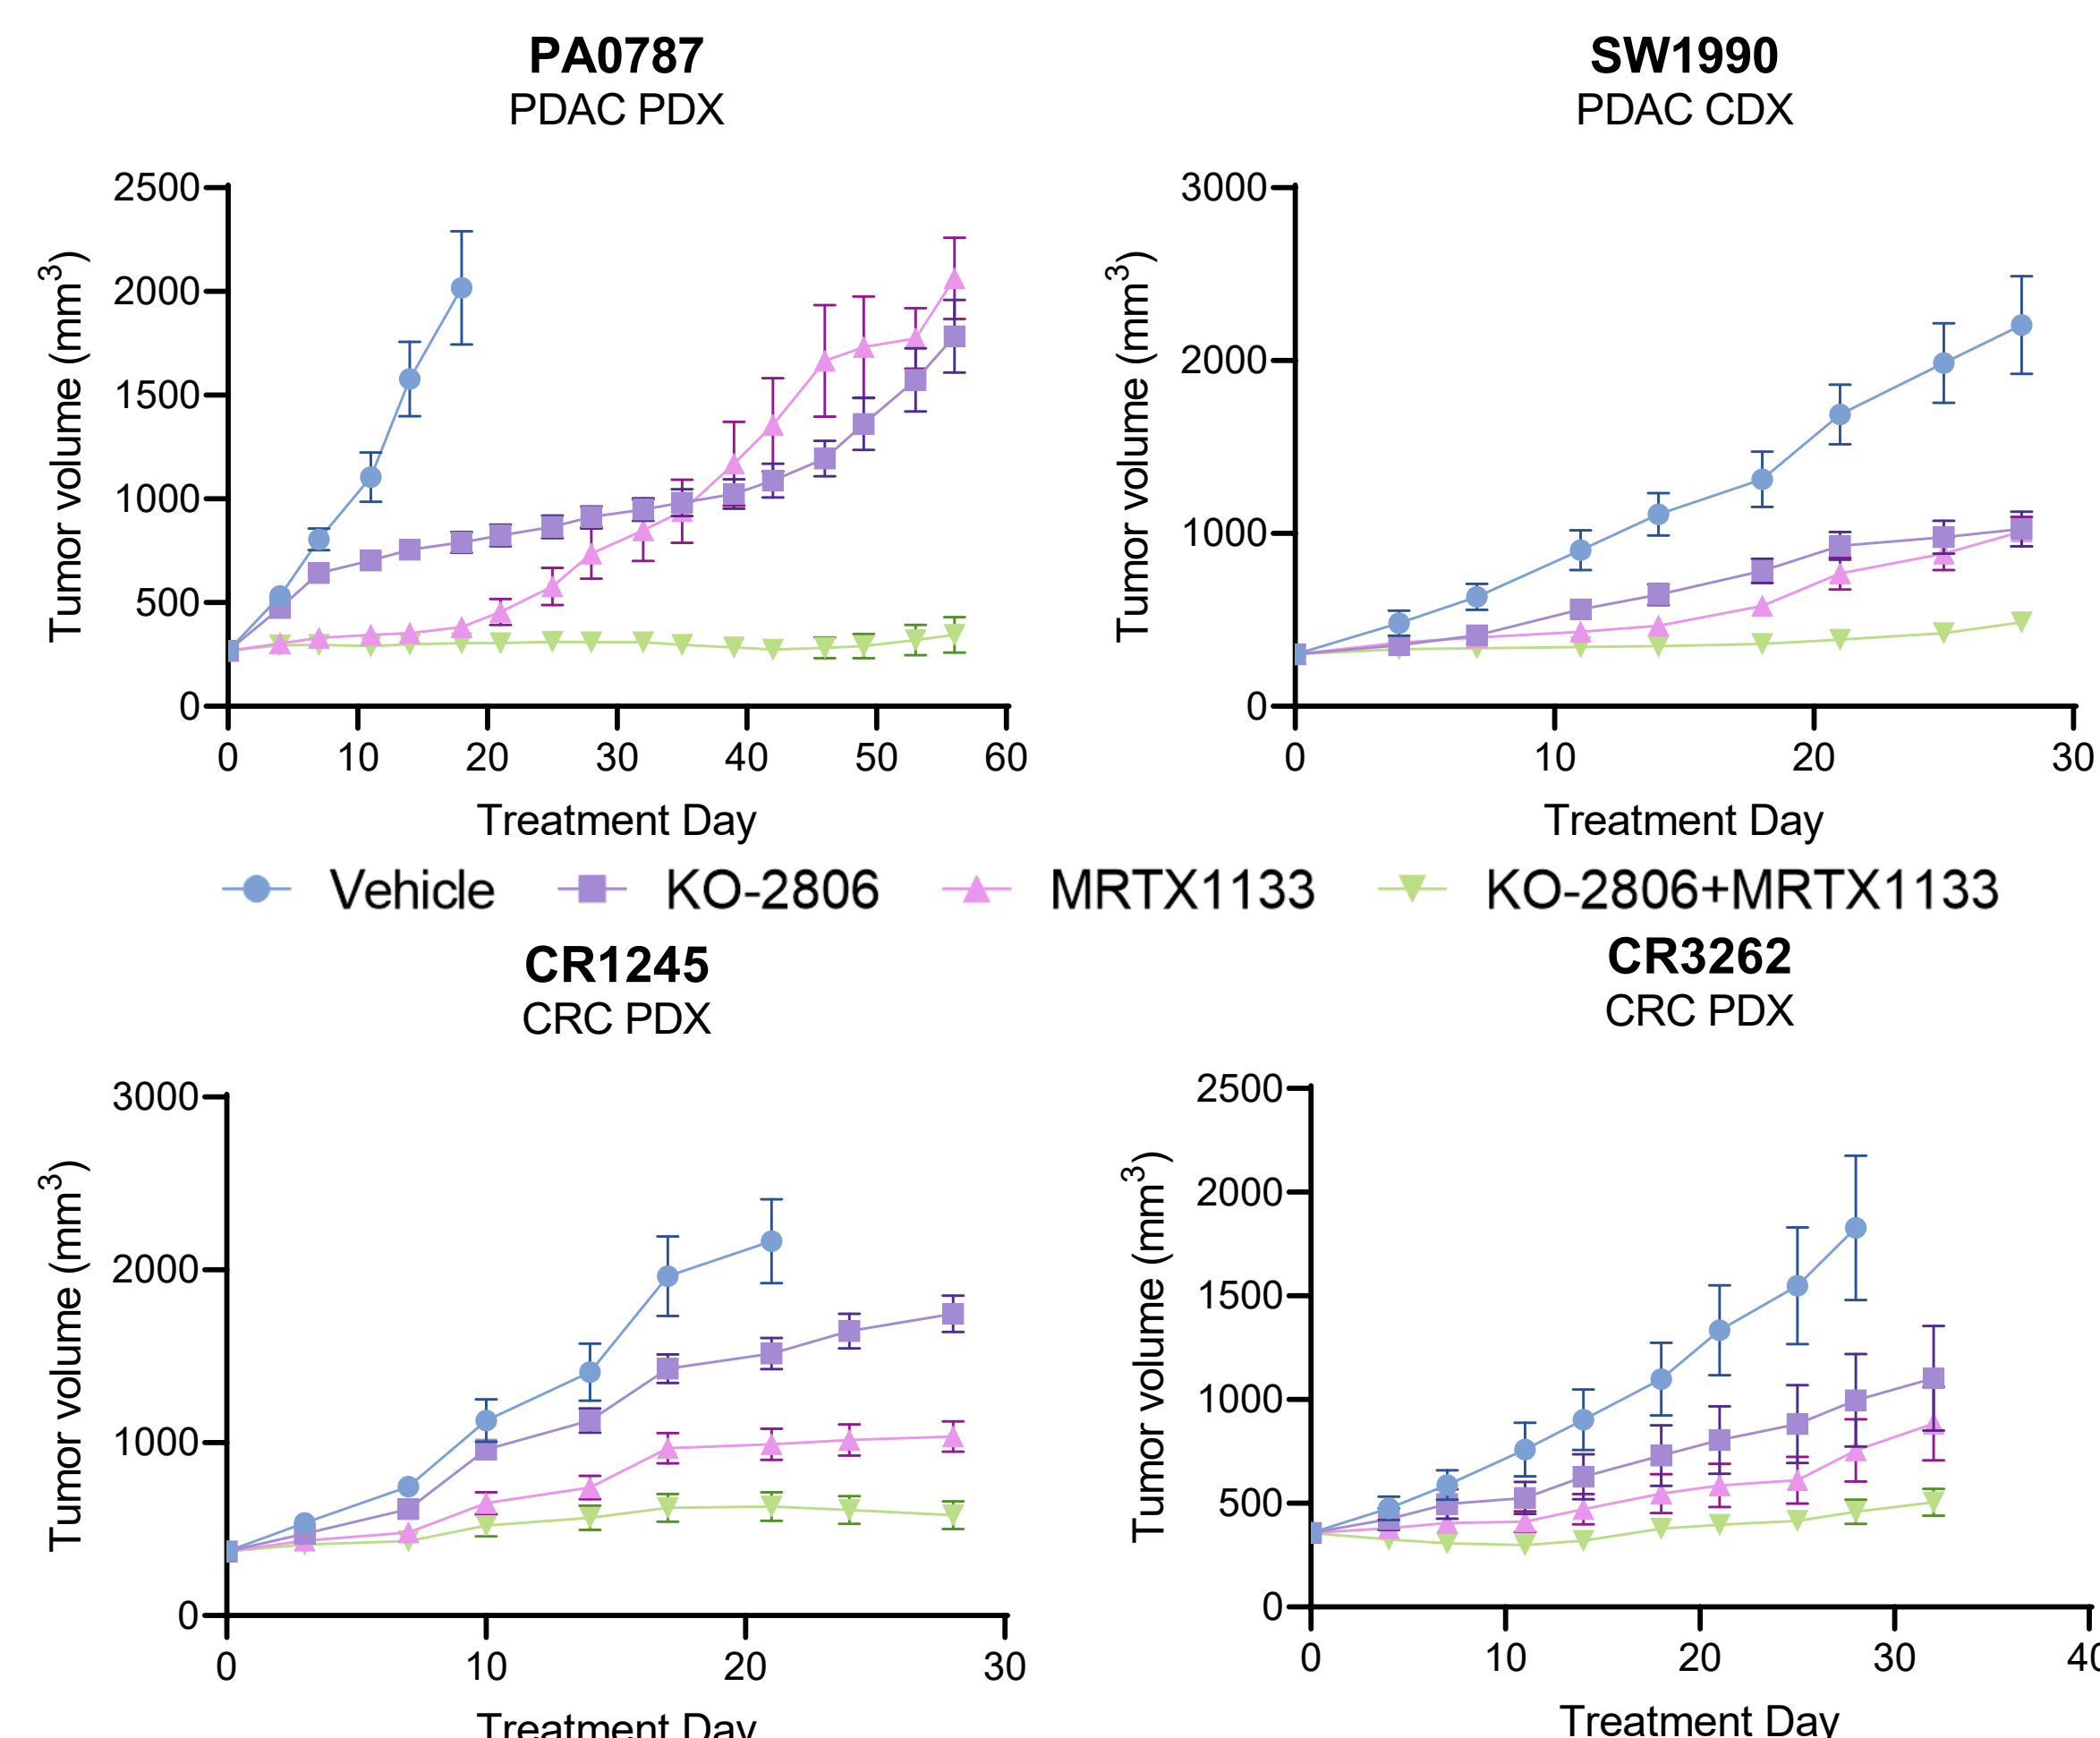 PA0787
PDAC PDX
2500
2000
1500
1000
500
0
Tumor volume (mm³)
0 10 20 30 40 50 60
Treatment Day
SW1990
PDAC CDX
3000
2000
1000
0
Tumor volume (mm³)
0 10 20 30
Treatment Day
Vehicle KO-2806 MRTX1133 KO-2806+MRTX1133
CR1245
CRC PDX
3000
2000
1000
0
Tumor volume (mm³)
0 10 20 30
Treatment Day
CR3262
CRC PDX
2500
2000
1500
1000
500
0
Tumor volume (mm³)
0 10 20 30 40
Treatment Day